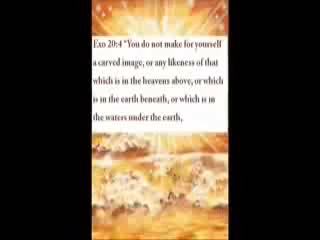 Exo 20:4 “You do not make for yourself
a carved image, or any likeness of that
which is in the heavens above, or which
is in the earth beneath, or which is in
the waters under the earth,